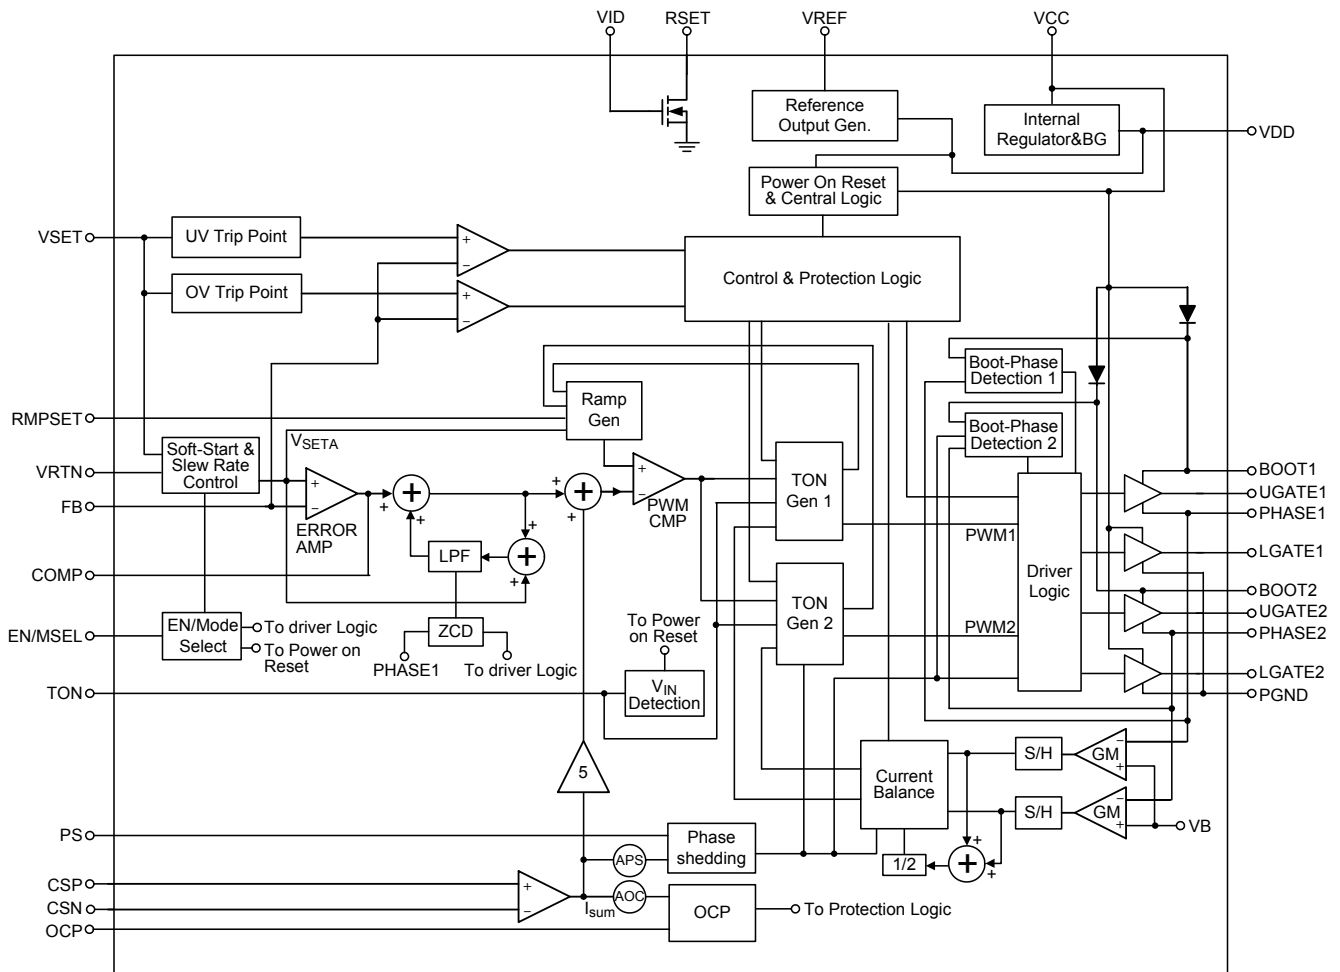 VID
RSET
VREF
VCC
Reference
Output Gen.
Internal
Regulator&BG
VDD
Power On Reset
& Central Logic
VSET
UV Trip Point
+
−
Control & Protection Logic
OV Trip Point
+
−
Boot-Phase
Detection 1
Boot-Phase
Detection 2
RMPSET
Ramp
Gen
VSETA
Soft-Start &
Slew Rate
Control
VRTN
FB
+
−
ERROR
AMP
+
+
+
+
+
+
+
+
+
+
−
PWM
CMP
TON
Gen 1
PWM1
BOOT1
UGATE1
PHASE1
LGATE1
Driver
Logic
BOOT2
UGATE2
PHASE2
LGATE2
PGND
COMP
LPF
TON
Gen 2
PWM2
EN/MSEL
EN/Mode
Select
To driver Logic
To Power on
Reset
ZCD
PHASE1
To driver Logic
To Power
on Reset
TON
VIN
Detection
5
Current
Balance
S/H
GM
−
+
S/H
GM
−
+
VB
PS
Phase
shedding
APS
1/2
+
+
+
CSP
CSN
OCP
+
−
Isum
AOC
OCP
To Protection Logic